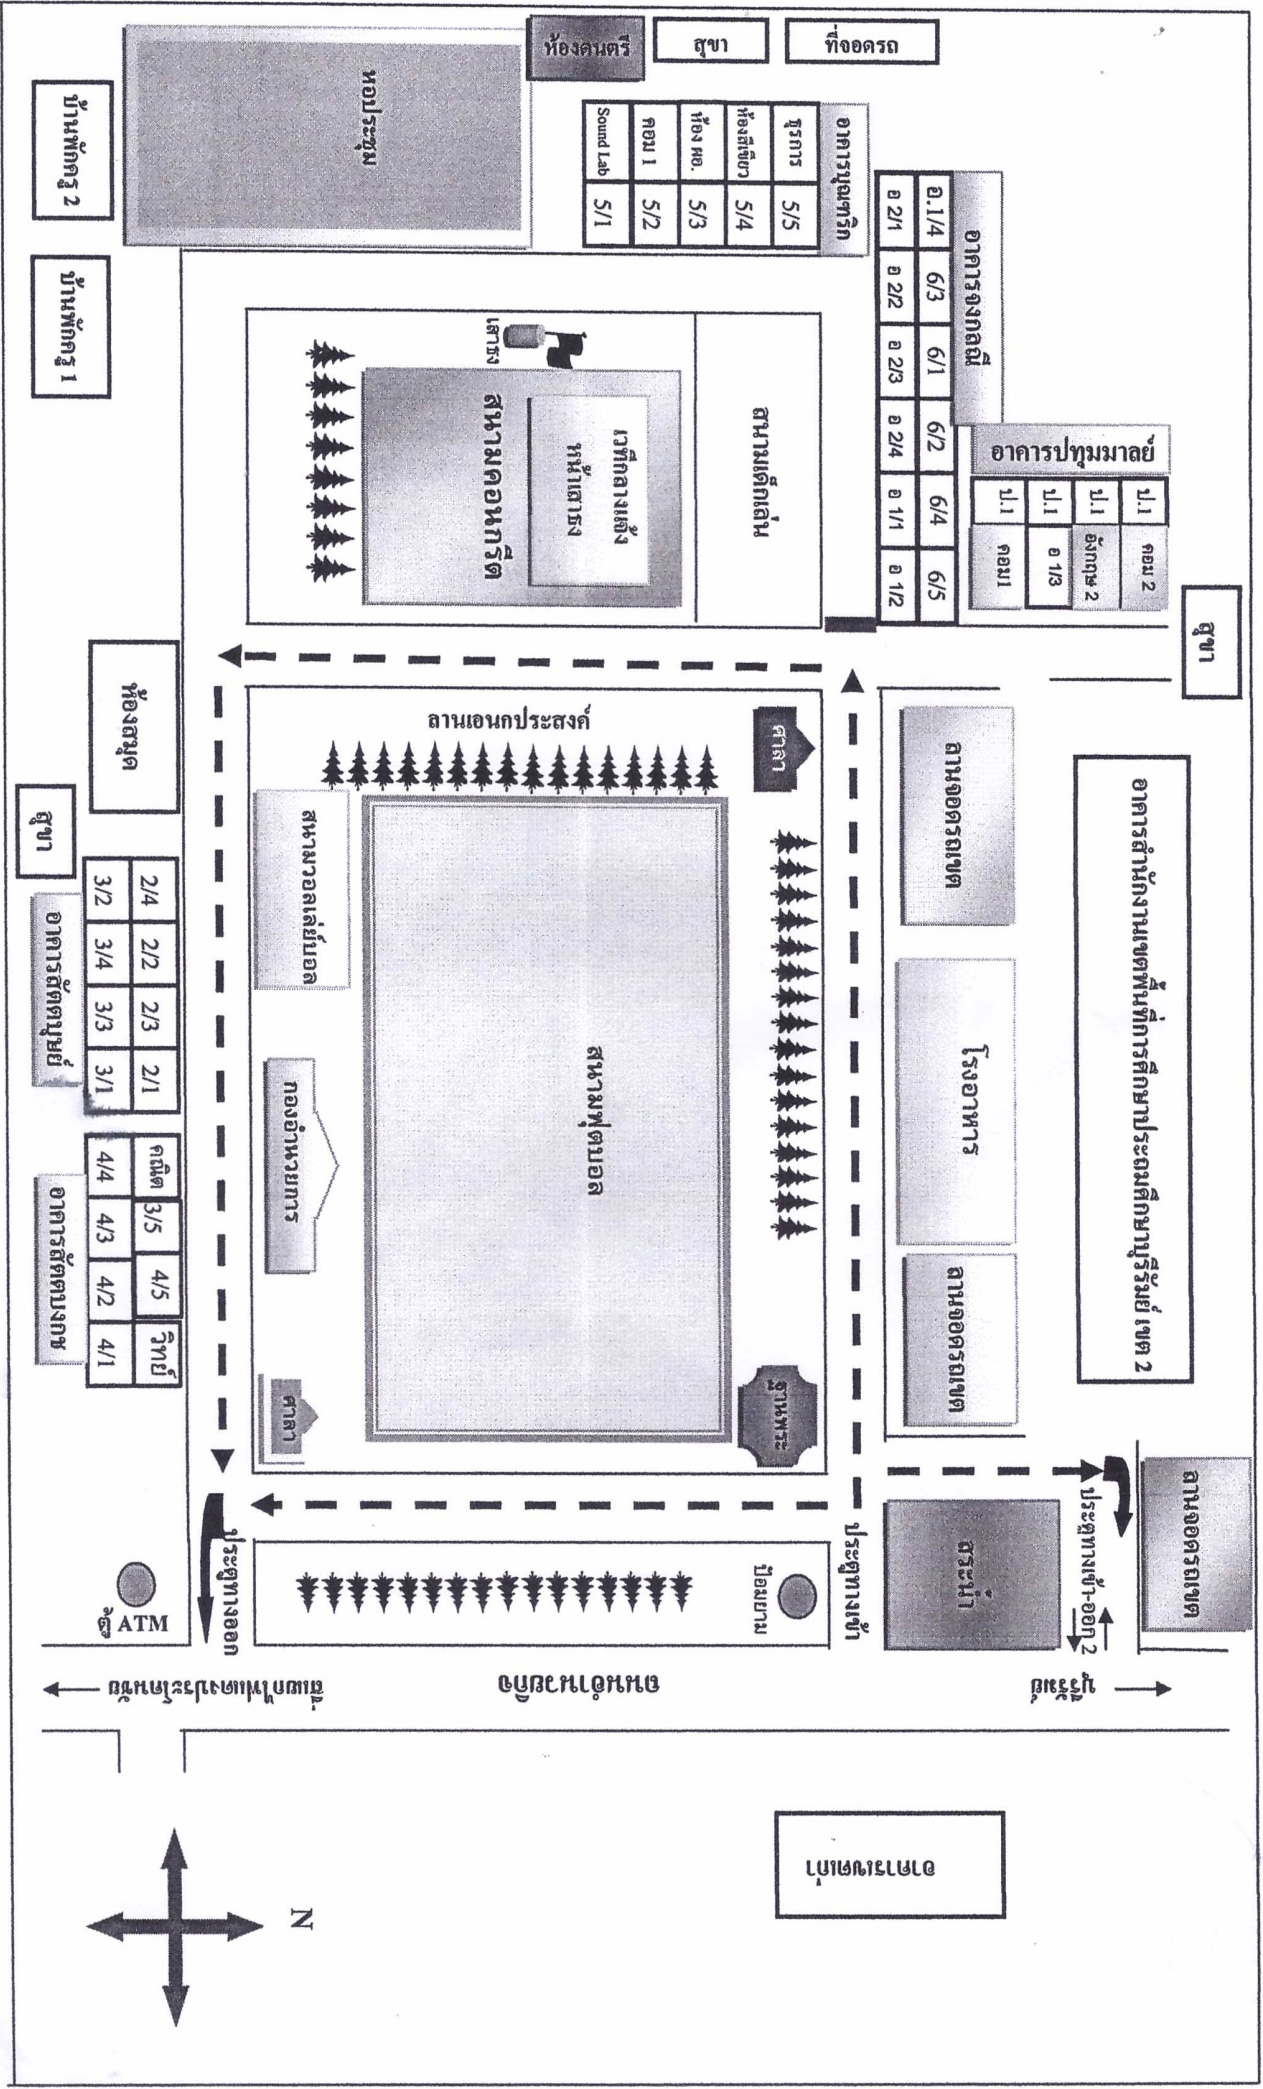 ห้องดนตรี
สุขา
ที่จอดรถ
บ้านพักครู 2
หอประชุม
อาคารบุณฑริก
ธุรการ
5/5
ห้องสีเขียว
5/4
ห้อง ผอ.
5/3
คอม 1
5/2
Sound Lab
5/1
อาคารจงกลณี
อ.1/4
6/3
6/1
6/2
6/4
6/5
อ 2/1
อ 2/2
อ 2/3
อ 2/4
อ 1/1
อ 1/2
อาคารปทุมมาลย์
ป.1
ป.1
ป.1
ป.1
คอม 2
อังกฤษ 2
อ 1/3
คอม1
สุขา
บ้านพักครู 1
เสาธง
สนามเด็กเล่น
เวทีกลางแจ้ง
หน้าเสาธง
สนามคอนกรีต
ห้องสมุด
สุขา
ลานเอนกประสงค์
ศาลา
ลานจอดรถเขต
อาคารสำนักงานเขตพื้นที่การศึกษาประถมศึกษาบุรีรัมย์ เขต 2
สนามวอลเล่ย์บอล
สนามฟุตบอล
โรงอาหาร
2/4
2/2
2/3
2/1
3/2
3/4
3/3
3/1
อาคารสัตตบุษย์
กองอำนวยการ
ลานจอดรถเขต
คณิต
3/5
4/5
วิทย์
4/4
4/3
4/2
4/1
อาคารสัตตบงกช
ศาลา
ฐานพระ
ลานจอดรถเขต
ประตูทางเข้า-ออก 2
สระน้ำ
ประตูทางเข้า
ป้อมยาม
ประตูทางออก
ตู้ ATM
สี่แยกไฟแดงประโคนชัย
ถนนอำนวยกิจ
บุรีรัมย์
อาคารเขตเก่า
N